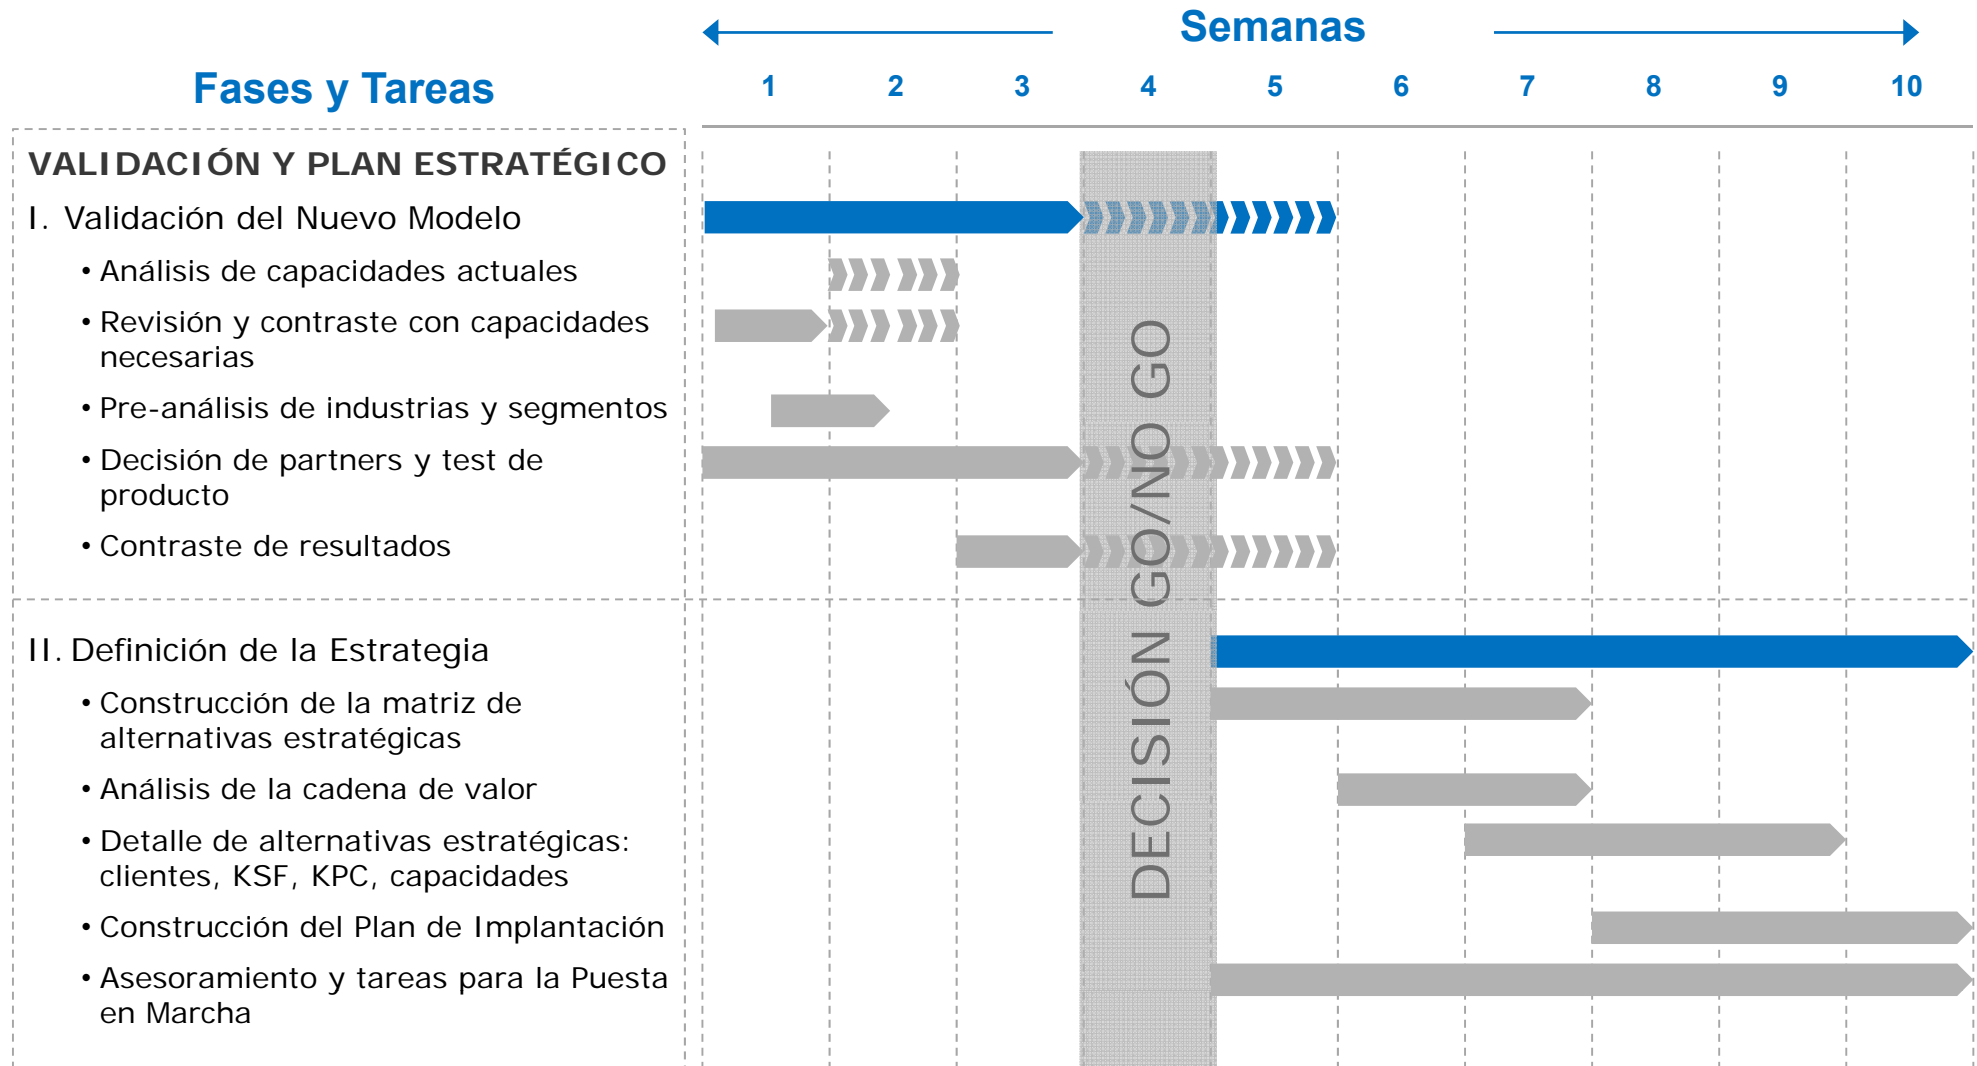 Semanas
Fases y Tareas
1 2 3 4 5 6 7 8 9 10
VALIDACIÓN Y PLAN ESTRATÉGICO
I. Validación del Nuevo Modelo
• Análisis de capacidades actuales
• Revisión y contraste con capacidades
necesarias
• Pre-análisis de industrias y segmentos
• Decisión de partners y test de
producto
• Contraste de resultados
II. Definición de la Estrategia
• Construcción de la matriz de
alternativas estratégicas
• Análisis de la cadena de valor
• Detalle de alternativas estratégicas:
clientes, KSF, KPC, capacidades
• Construcción del Plan de Implantación
• Asesoramiento y tareas para la Puesta
en Marcha
DECISIÓN GO/NO GO